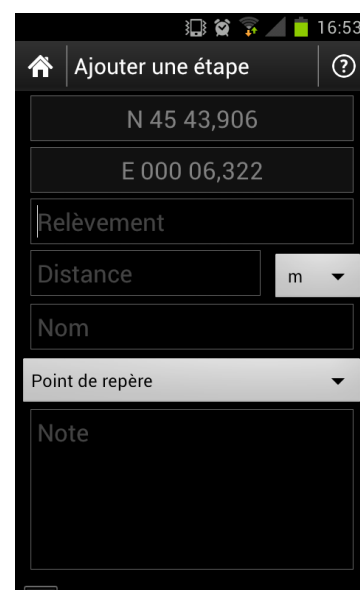 16:53
Ajouter une étape
N 45 43,906
E 000 06,322
Relèvement
Distance
m
Nom
Point de repère
Note